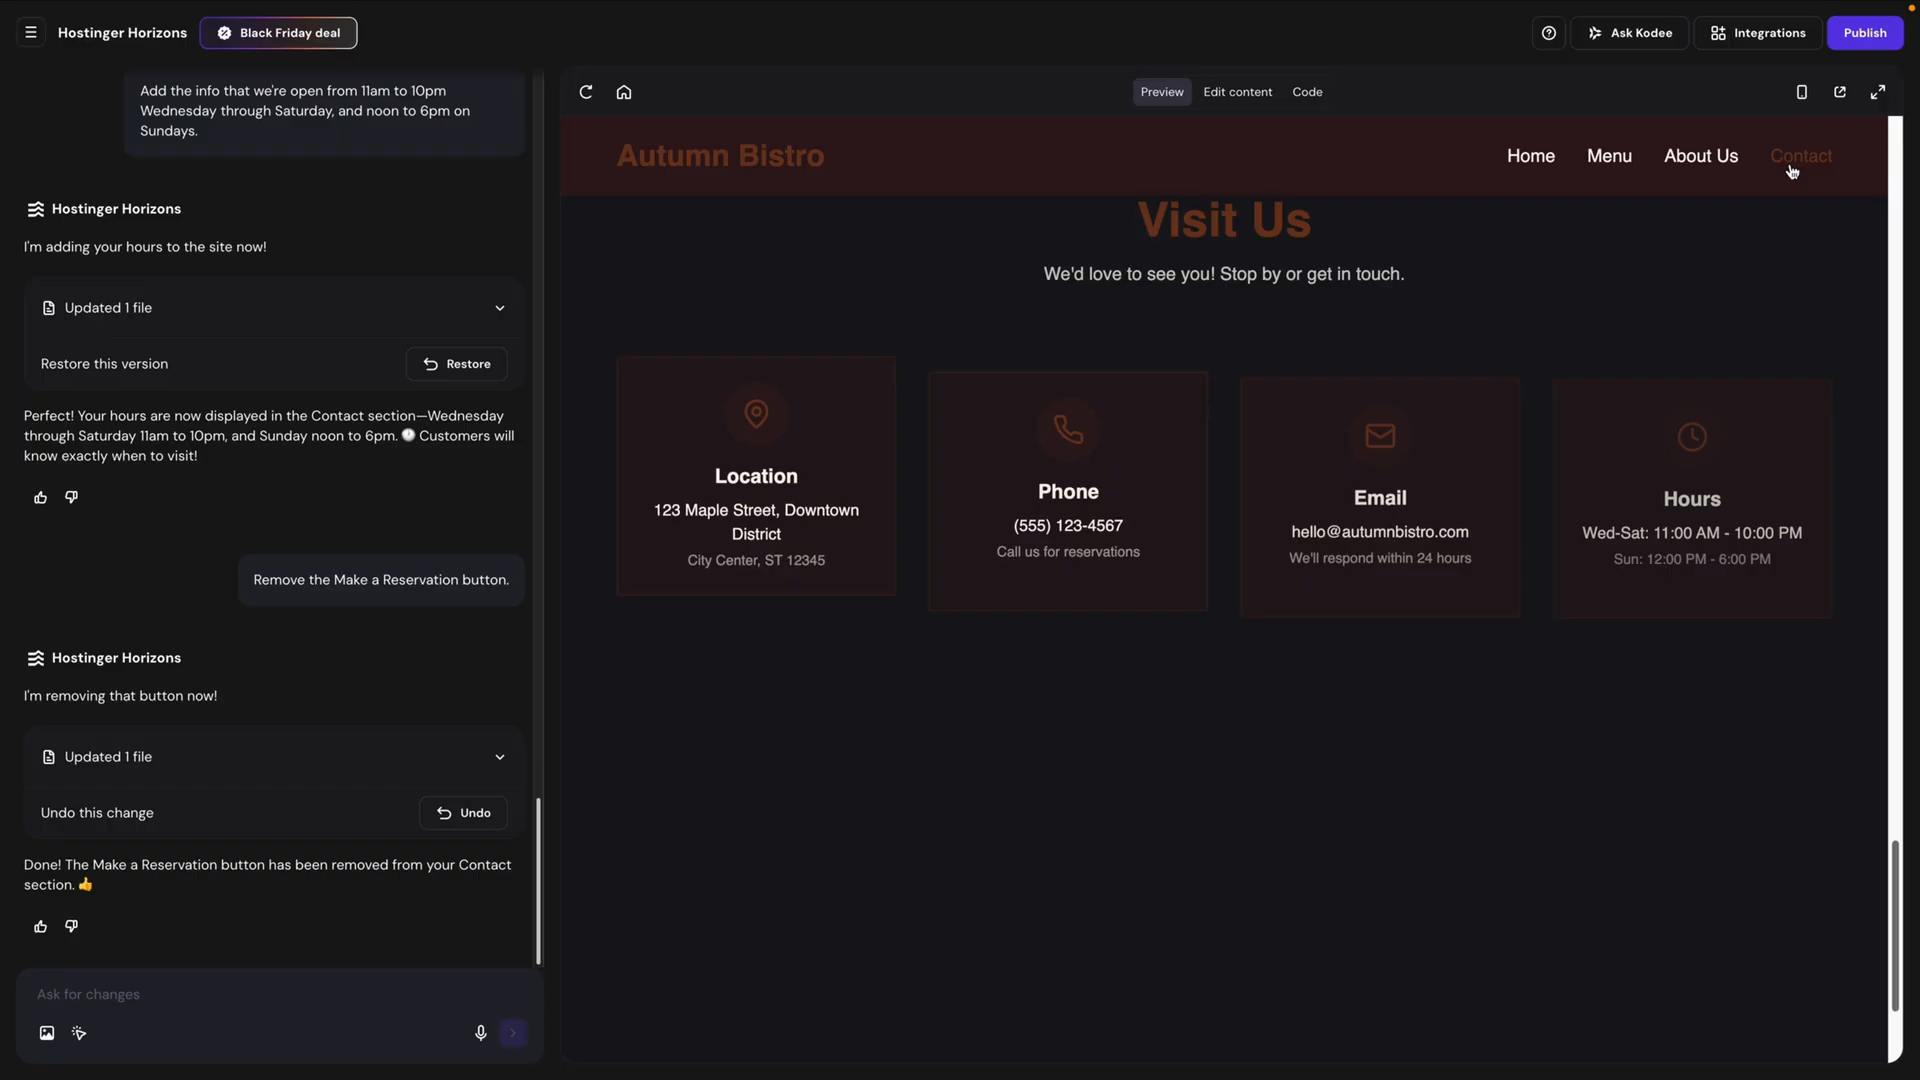 Hostinger Horizons
Black Friday deal
Ask Kodee
Integrations
Publish
Add the info that we're open from 11am to 10pm
Wednesday through Saturday, and noon to 6pm on
Sundays.
Hostinger Horizons
I'm adding your hours to the site now!
Updated 1 file
Restore this version
Restore
Perfect! Your hours are now displayed in the Contact section—Wednesday
through Saturday 11am to 10pm, and Sunday noon to 6pm. 🕐 Customers will
know exactly when to visit!
Remove the Make a Reservation button.
Hostinger Horizons
I'm removing that button now!
Updated 1 file
Undo this change
Undo
Done! The Make a Reservation button has been removed from your Contact
section. 👍
Ask for changes
Preview
Edit content
Code
Autumn Bistro
Home
Menu
About Us
Contact
Visit Us
We'd love to see you! Stop by or get in touch.
Location
123 Maple Street, Downtown
District
City Center, ST 12345
Phone
(555) 123-4567
Call us for reservations
Email
hello@autumnbistro.com
We'll respond within 24 hours
Hours
Wed-Sat: 11:00 AM - 10:00 PM
Sun: 12:00 PM - 6:00 PM